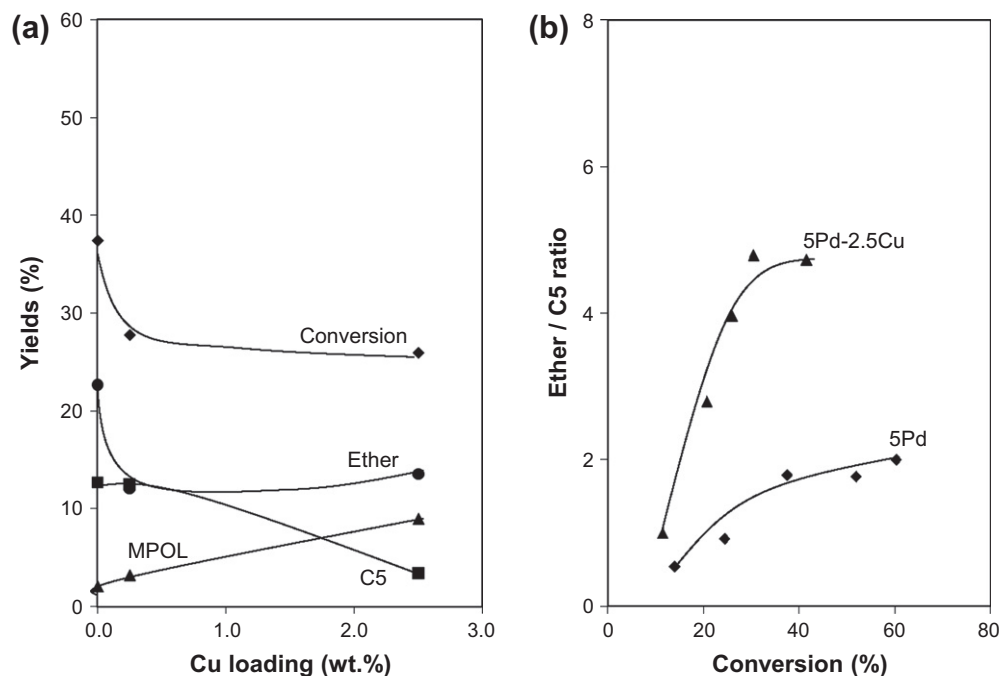 (a)
60
50
40
30
20
10
0
Yields (%)
Conversion
Ether
MPOL
C5
0.0 1.0 2.0 3.0
Cu loading (wt.%)
(b)
8
6
4
2
0
Ether / C5 ratio
5Pd-2.5Cu
5Pd
0 20 40 60 80
Conversion (%)